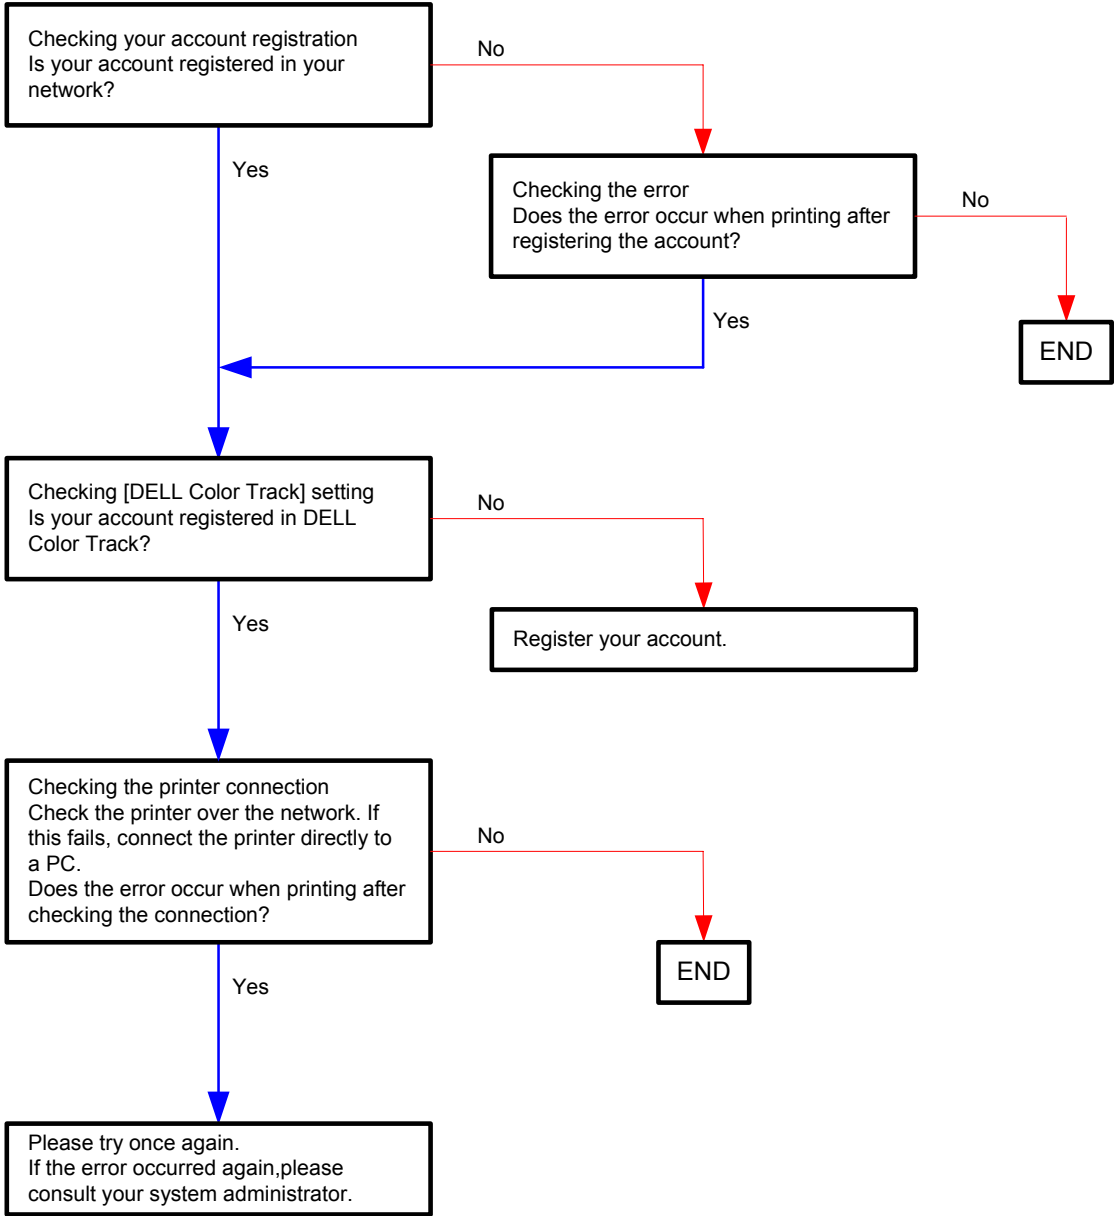 Checking your account registration
Is your account registered in your
network?
No
Yes
Checking the error
Does the error occur when printing after
registering the account?
No
Yes
END
Checking [DELL Color Track] setting
Is your account registered in DELL
Color Track?
No
Yes
Register your account.
Checking the printer connection
Check the printer over the network. If
this fails, connect the printer directly to
a PC.
Does the error occur when printing after
checking the connection?
No
Yes
END
Please try once again.
If the error occurred again,please
consult your system administrator.